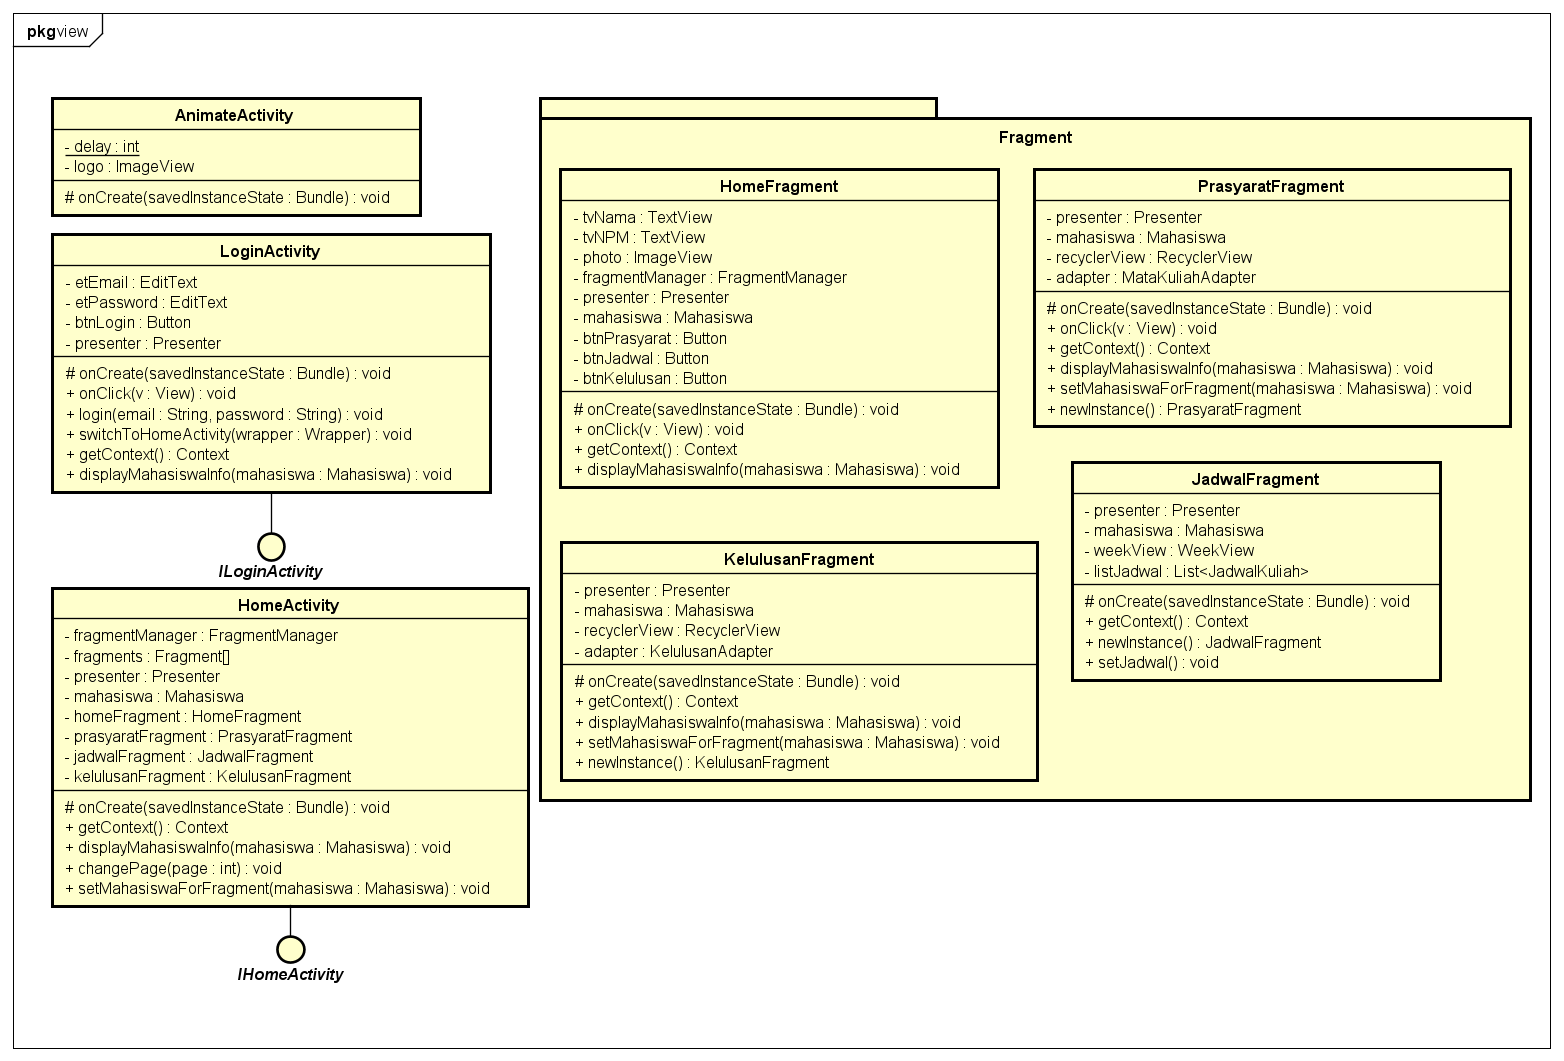 pkg view
AnimateActivity
- delay : int
- logo : ImageView
# onCreate(savedInstanceState : Bundle) : void
LoginActivity
- etEmail : EditText
- etPassword : EditText
- btnLogin : Button
- presenter : Presenter
# onCreate(savedInstanceState : Bundle) : void
+ onClick(v : View) : void
+ login(email : String, password : String) : void
+ switchToHomeActivity(wrapper : Wrapper) : void
+ getContext() : Context
+ displayMahasiswaInfo(mahasiswa : Mahasiswa) : void
ILoginActivity
HomeActivity
- fragmentManager : FragmentManager
- fragments : Fragment[]
- presenter : Presenter
- mahasiswa : Mahasiswa
- homeFragment : HomeFragment
- prasyaratFragment : PrasyaratFragment
- jadwalFragment : JadwalFragment
- kelulusanFragment : KelulusanFragment
# onCreate(savedInstanceState : Bundle) : void
+ getContext() : Context
+ displayMahasiswaInfo(mahasiswa : Mahasiswa) : void
+ changePage(page : int) : void
+ setMahasiswaForFragment(mahasiswa : Mahasiswa) : void
IHomeActivity
Fragment
HomeFragment
- tvNama : TextView
- tvNPM : TextView
- photo : ImageView
- fragmentManager : FragmentManager
- presenter : Presenter
- mahasiswa : Mahasiswa
- btnPrasyarat : Button
- btnJadwal : Button
- btnKelulusan : Button
# onCreate(savedInstanceState : Bundle) : void
+ onClick(v : View) : void
+ getContext() : Context
+ displayMahasiswaInfo(mahasiswa : Mahasiswa) : void
PrasyaratFragment
- presenter : Presenter
- mahasiswa : Mahasiswa
- recyclerView : RecyclerView
- adapter : MataKuliahAdapter
# onCreate(savedInstanceState : Bundle) : void
+ onClick(v : View) : void
+ getContext() : Context
+ displayMahasiswaInfo(mahasiswa : Mahasiswa) : void
+ setMahasiswaForFragment(mahasiswa : Mahasiswa) : void
+ newInstance() : PrasyaratFragment
KelulusanFragment
- presenter : Presenter
- mahasiswa : Mahasiswa
- recyclerView : RecyclerView
- adapter : KelulusanAdapter
# onCreate(savedInstanceState : Bundle) : void
+ getContext() : Context
+ displayMahasiswaInfo(mahasiswa : Mahasiswa) : void
+ setMahasiswaForFragment(mahasiswa : Mahasiswa) : void
+ newInstance() : KelulusanFragment
JadwalFragment
- presenter : Presenter
- mahasiswa : Mahasiswa
- weekView : WeekView
- listJadwal : List<JadwalKuliah>
# onCreate(savedInstanceState : Bundle) : void
+ getContext() : Context
+ newInstance() : JadwalFragment
+ setJadwal() : void